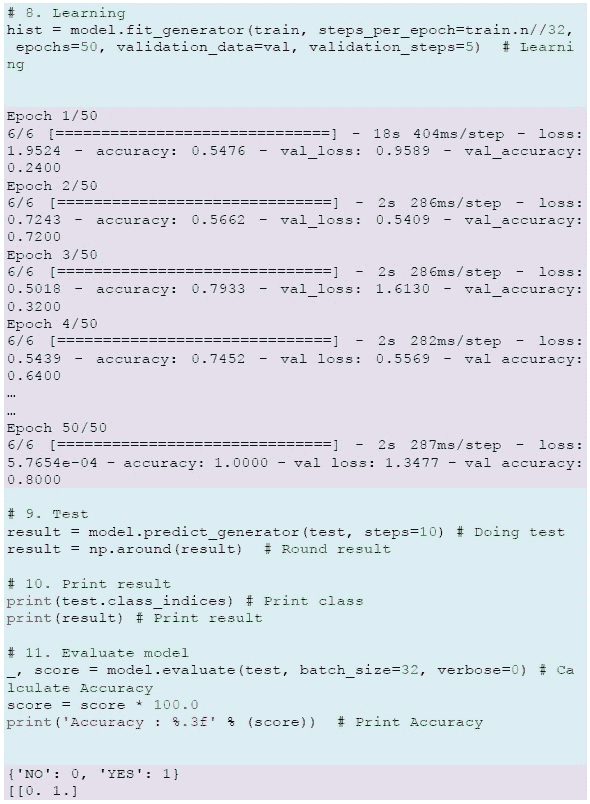 # 8. Learning
hist = model.fit_generator(train, steps_per_epoch=train.n//32,
 epochs=50, validation_data=val, validation_steps=5)  # Learni
ng
Epoch 1/50
6/6 [==============================] - 18s 404ms/step - loss:
1.9524 - accuracy: 0.5476 - val_loss: 0.9589 - val_accuracy:
0.2400
Epoch 2/50
6/6 [==============================] - 2s 286ms/step - loss:
0.7243 - accuracy: 0.5662 - val_loss: 0.5409 - val_accuracy:
0.7200
Epoch 3/50
6/6 [==============================] - 2s 286ms/step - loss:
0.5018 - accuracy: 0.7933 - val_loss: 1.6130 - val_accuracy:
0.3200
Epoch 4/50
6/6 [==============================] - 2s 282ms/step - loss:
0.5439 - accuracy: 0.7452 - val loss: 0.5569 - val accuracy:
0.6400
…
…
Epoch 50/50
6/6 [==============================] - 2s 287ms/step - loss:
5.7654e-04 - accuracy: 1.0000 - val loss: 1.3477 - val accuracy:
0.8000
# 9. Test
result = model.predict_generator(test, steps=10) # Doing test
result = np.around(result)  # Round result
# 10. Print result
print(test.class_indices) # Print class
print(result) # Print result
# 11. Evaluate model
_, score = model.evaluate(test, batch_size=32, verbose=0) # Ca
lculate Accuracy
score = score * 100.0
print('Accuracy : %.3f' % (score))  # Print Accuracy
{'NO': 0, 'YES': 1}
[[0. 1.]